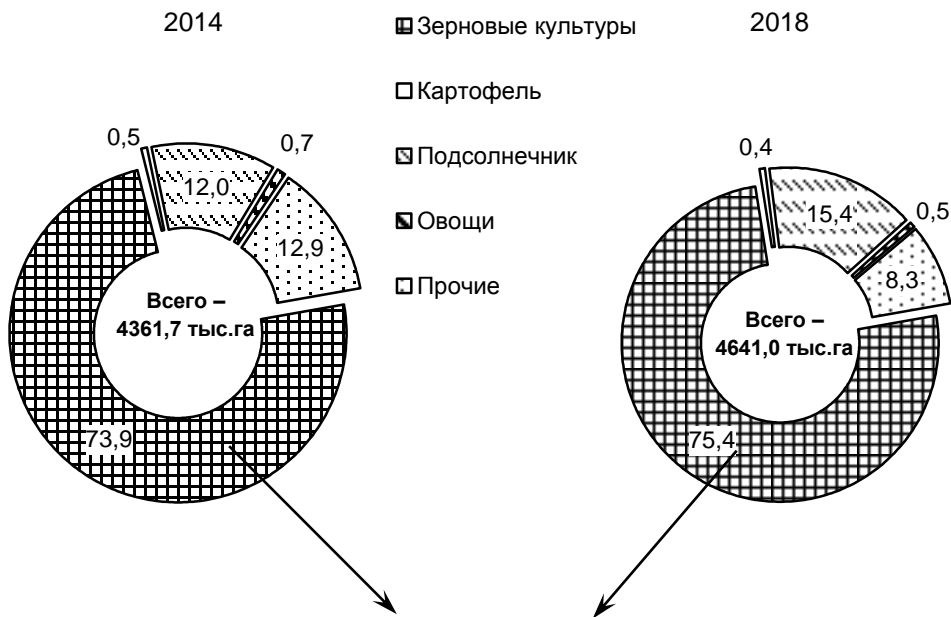 2014
2018
Зерновые культуры
Картофель
Подсолнечник
Овощи
Прочие
0,5
12,0
0,7
12,9
73,9
Всего –
4361,7 тыс.га
0,4
15,4
0,5
8,3
75,4
Всего –
4641,0 тыс.га